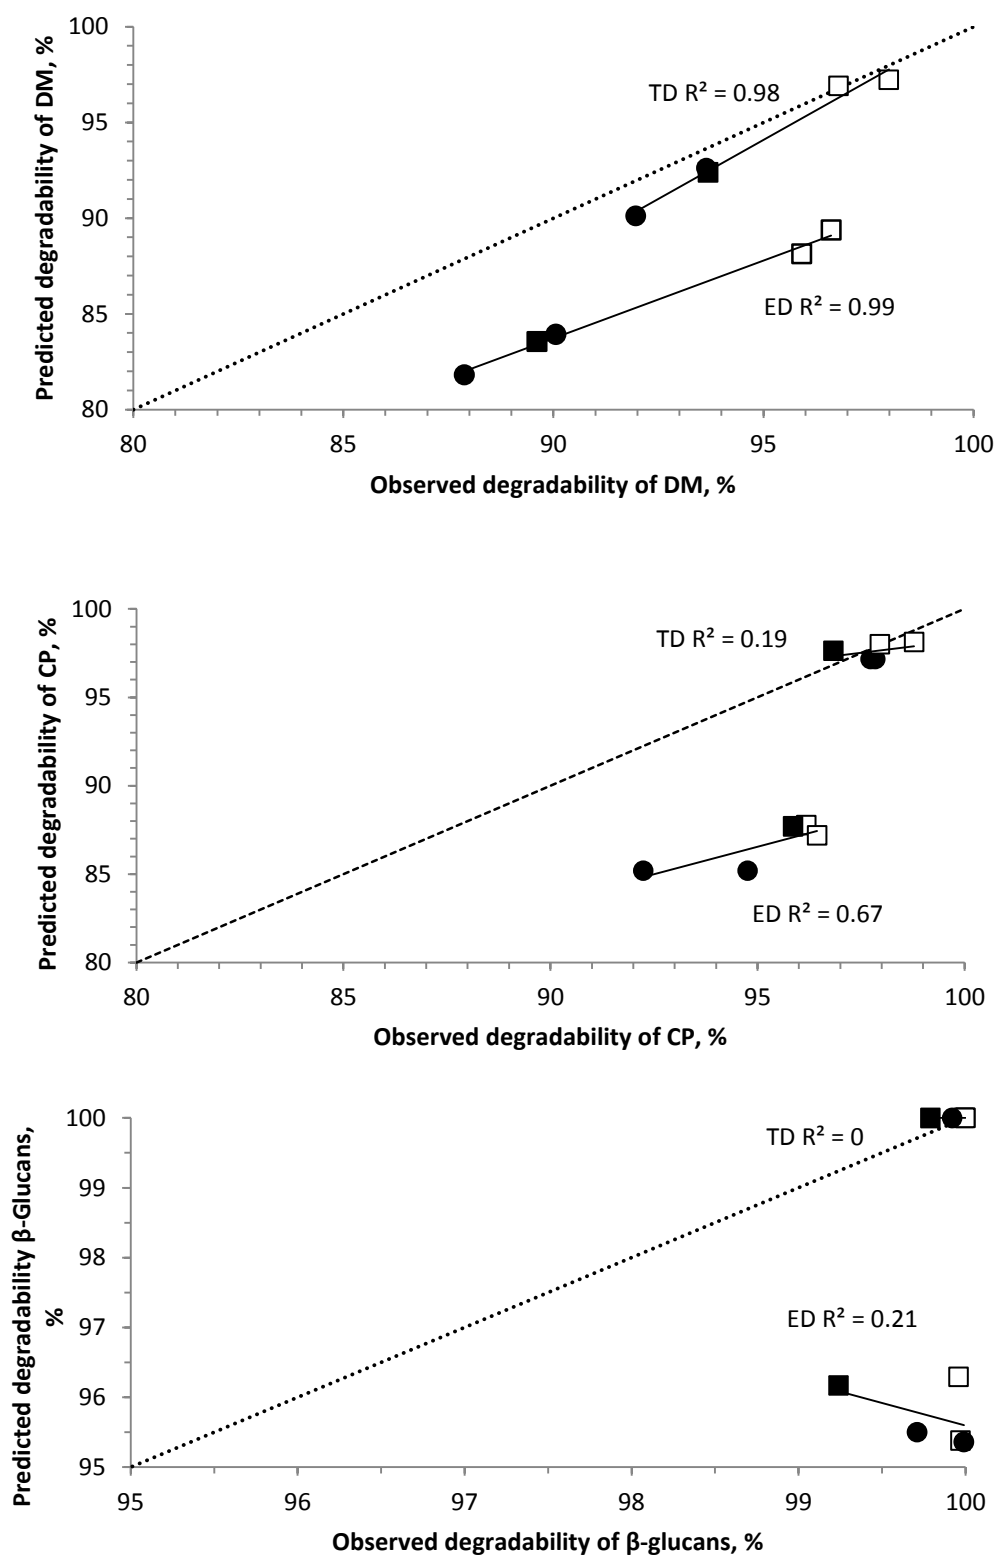 100
95
90
85
80
Predicted degradability of DM, %
TD R² = 0.98
ED R² = 0.99
80 85 90 95 100
Observed degradability of DM, %
100
95
90
85
80
Predicted degradability of CP, %
TD R² = 0.19
ED R² = 0.67
80 85 90 95 100
Observed degradability of CP, %
100
99
98
97
96
95
Predicted degradability β-Glucans,
%
TD R² = 0
ED R² = 0.21
95 96 97 98 99 100
Observed degradability of β-glucans, %